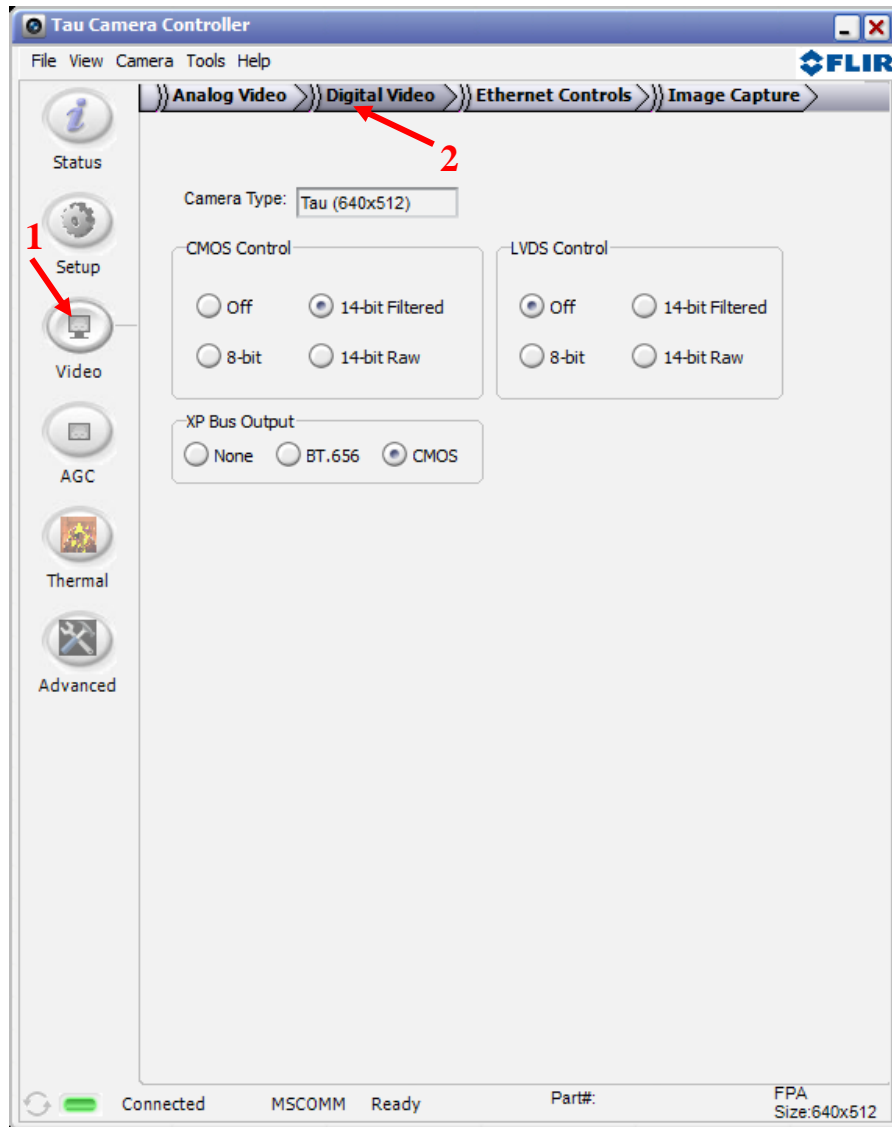 Tau Camera Controller
File View Camera Tools Help
FLIR
Analog Video Digital Video Ethernet Controls Image Capture
2
Status
Camera Type: Tau (640x512)
1
Setup
CMOS Control
Off 14-bit Filtered
8-bit 14-bit Raw
LVDS Control
Off 14-bit Filtered
8-bit 14-bit Raw
Video
XP Bus Output
None BT.656 CMOS
AGC
Thermal
Advanced
Connected MSCOMM Ready Part#: FPA
Size:640x512